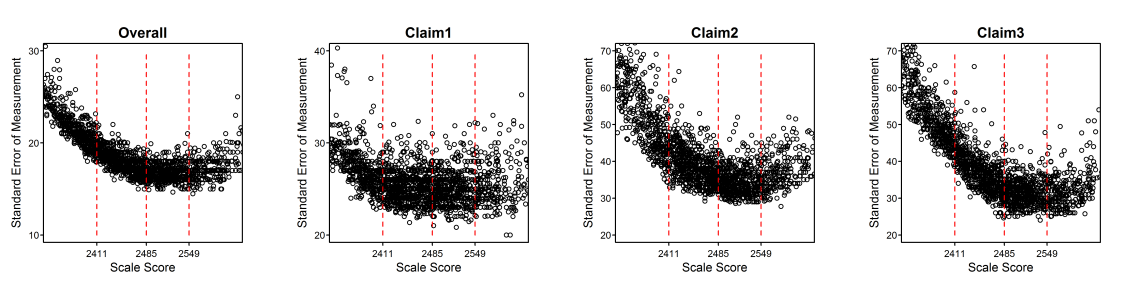 Overall
Standard Error of Measurement
30
20
10
2411 2485 2549
Scale Score
Claim1
Standard Error of Measurement
40
30
20
2411 2485 2549
Scale Score
Claim2
Standard Error of Measurement
70
60
50
40
30
20
2411 2485 2549
Scale Score
Claim3
Standard Error of Measurement
70
60
50
40
30
20
2411 2485 2549
Scale Score